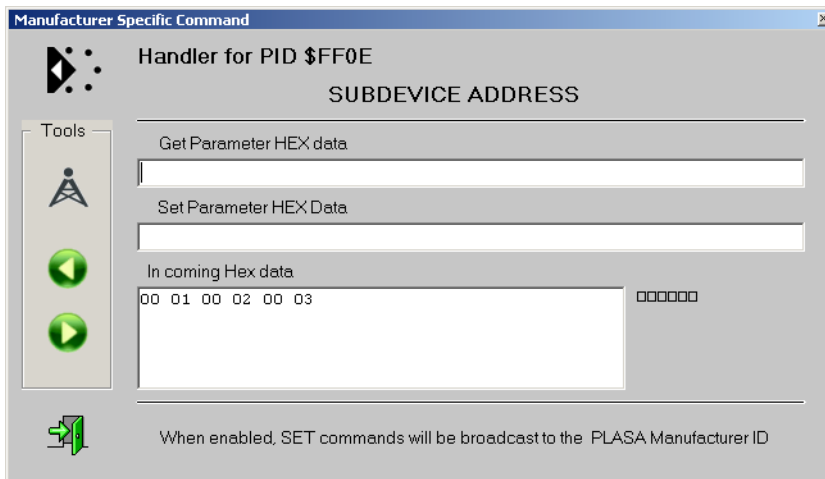 Manufacturer Specific Command
Handler for PID $FF0E
SUBDEVICE ADDRESS
Tools
Get Parameter HEX data
Set Parameter HEX Data
In coming Hex data
00 01 00 02 00 03
□□□□□□
When enabled, SET commands will be broadcast to the PLASA Manufacturer ID